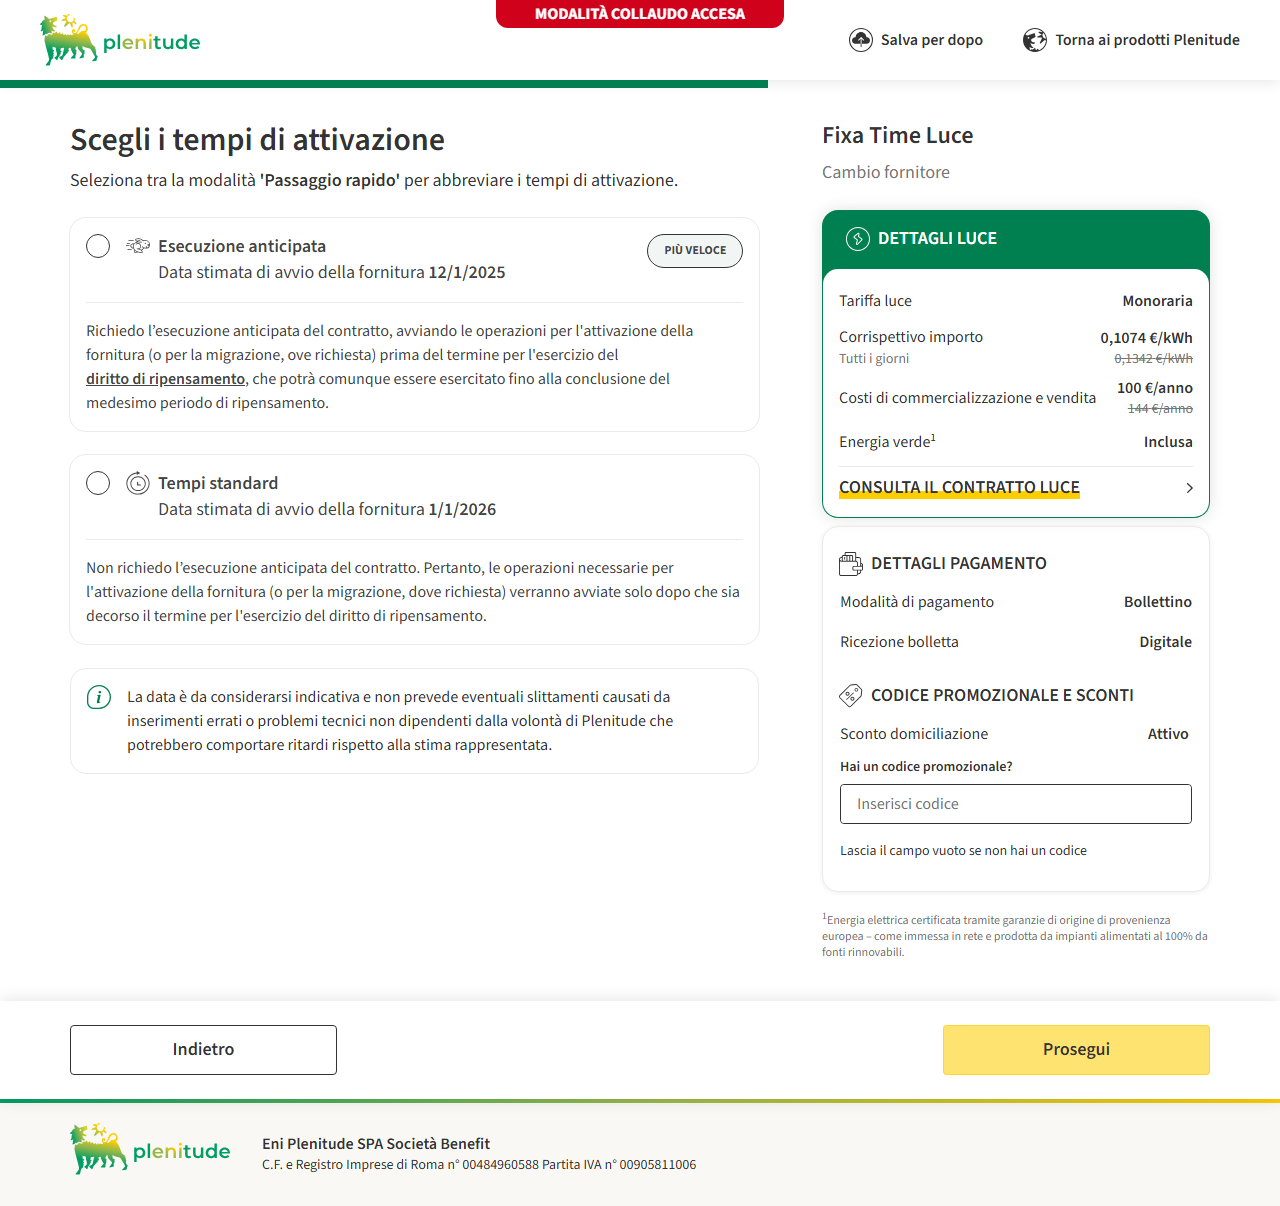 MODALITÀ COLLAUDO ACCESA
plenitude
Salva per dopo
Torna ai prodotti Plenitude
Scegli i tempi di attivazione
Seleziona tra la modalità 'Passaggio rapido' per abbreviare i tempi di attivazione.
Esecuzione anticipata
PIÙ VELOCE
Data stimata di avvio della fornitura 12/1/2025
Richiedo l’esecuzione anticipata del contratto, avviando le operazioni per l'attivazione della
fornitura (o per la migrazione, ove richiesta) prima del termine per l'esercizio del
diritto di ripensamento, che potrà comunque essere esercitato fino alla conclusione del
medesimo periodo di ripensamento.
Tempi standard
Data stimata di avvio della fornitura 1/1/2026
Non richiedo l’esecuzione anticipata del contratto. Pertanto, le operazioni necessarie per
l'attivazione della fornitura (o per la migrazione, dove richiesta) verranno avviate solo dopo che sia
decorso il termine per l'esercizio del diritto di ripensamento.
La data è da considerarsi indicativa e non prevede eventuali slittamenti causati da
inserimenti errati o problemi tecnici non dipendenti dalla volontà di Plenitude che
potrebbero comportare ritardi rispetto alla stima rappresentata.
Fixa Time Luce
Cambio fornitore
DETTAGLI LUCE
Tariffa luce Monoraria
Corrispettivo importo 0,1074 €/kWh
Tutti i giorni 0,1342 €/kWh
Costi di commercializzazione e vendita 100 €/anno
144 €/anno
Energia verde1 Inclusa
CONSULTA IL CONTRATTO LUCE
DETTAGLI PAGAMENTO
Modalità di pagamento Bollettino
Ricezione bolletta Digitale
CODICE PROMOZIONALE E SCONTI
Sconto domiciliazione Attivo
Hai un codice promozionale?
Inserisci codice
Lascia il campo vuoto se non hai un codice
1Energia elettrica certificata tramite garanzie di origine di provenienza
europea – come immessa in rete e prodotta da impianti alimentati al 100% da
fonti rinnovabili.
Indietro
Prosegui
plenitude
Eni Plenitude SPA Società Benefit
C.F. e Registro Imprese di Roma n° 00484960588 Partita IVA n° 00905811006